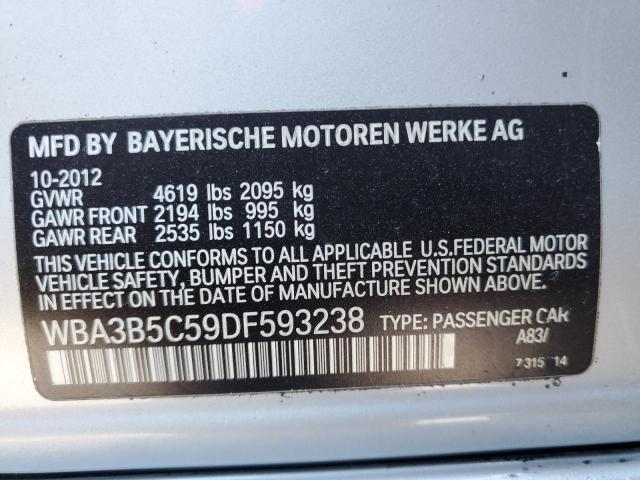 MFD BY BAYERISCHE MOTOREN WERKE AG
10-2012
GVWR 4619 lbs 2095 kg
GAWR FRONT 2194 lbs 995 kg
GAWR REAR 2535 lbs 1150 kg
THIS VEHICLE CONFORMS TO ALL APPLICABLE U.S.FEDERAL MOTOR
VEHICLE SAFETY, BUMPER AND THEFT PREVENTION STANDARDS
IN EFFECT ON THE DATE OF MANUFACTURE SHOWN ABOVE.
WBA3B5C59DF593238 TYPE: PASSENGER CAR
A83/